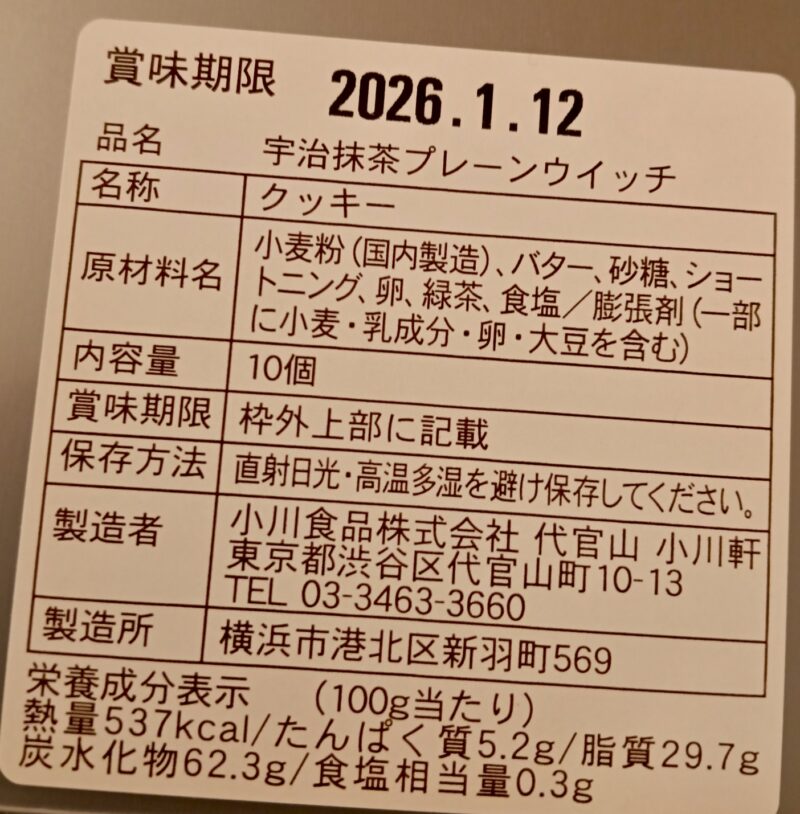 賞味期限 2026.1.12
品名 宇治抹茶プレーンウイッチ
名称 クッキー
原材料名 小麦粉(国内製造)、バター、砂糖、ショー
トニング、卵、緑茶、食塩/膨張剤(一部
に小麦・乳成分・卵・大豆を含む)
内容量 10個
賞味期限 枠外上部に記載
保存方法 直射日光・高温多湿を避け保存してください。
製造者 小川食品株式会社 代官山 小川軒
東京都渋谷区代官山町10-13
TEL 03-3463-3660
製造所 横浜市港北区新羽町569
栄養成分表示 (100g当たり)
熱量537kcal/たんぱく質5.2g/脂質29.7g
炭水化物62.3g/食塩相当量0.3g